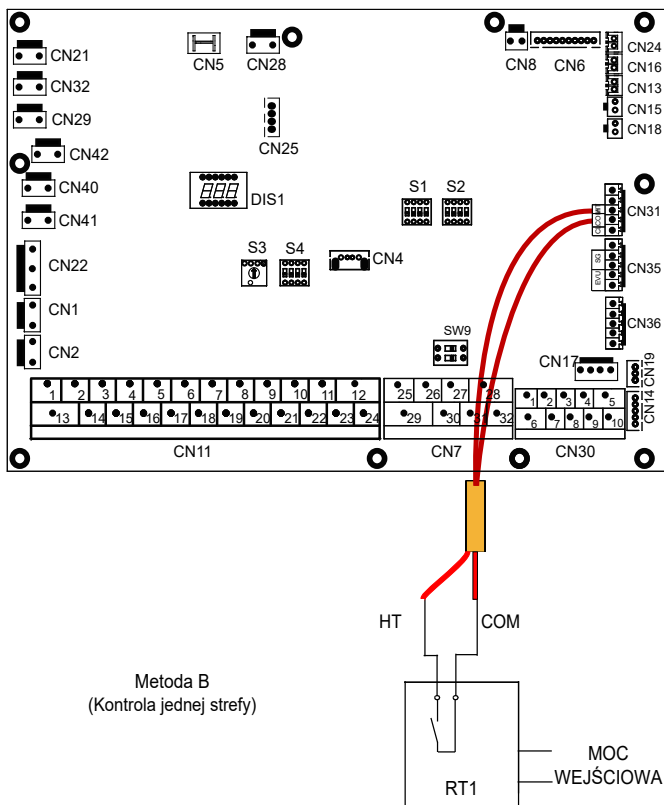 CN21
CN5
CN28
CN8
CN6
CN24
CN16
CN13
CN15
CN18
CN32
CN29
CN42
CN25
CN40
CN41
DIS1
S1
S2
CN31
CN22
S3
S4
CN4
SG
EVU
CN35
CN1
CN36
CN2
SW9
CN17
CN19
CN14
1 2 3 4 5 6 7 8 9 10 11 12
13 14 15 16 17 18 19 20 21 22 23 24
25 26 27 28
29 30 31 32
1 2 3 4 5
6 7 8 9 10
CN11
CN7
CN30
HT
COM
Metoda B
(Kontrola jednej strefy)
RT1
MOC
WEJŚCIOWA